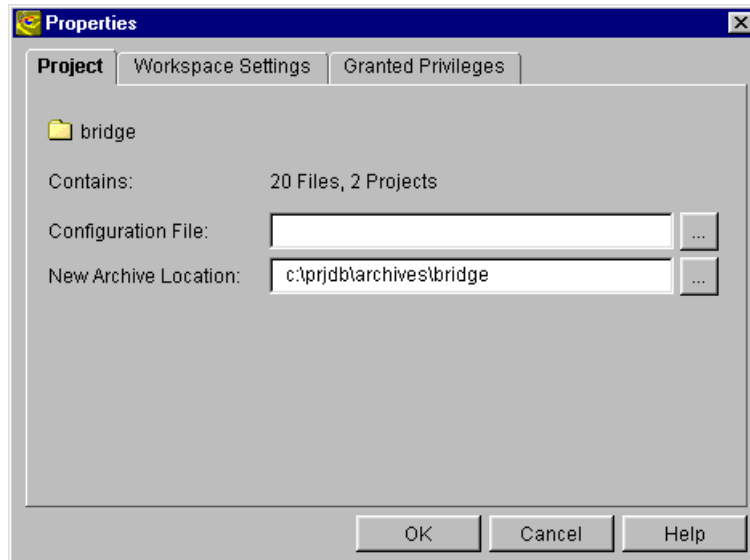 Properties
Project Workspace Settings Granted Privileges
bridge
Contains: 20 Files, 2 Projects
Configuration File: ...
New Archive Location: c:\prjdb\archives\bridge ...
OK Cancel Help